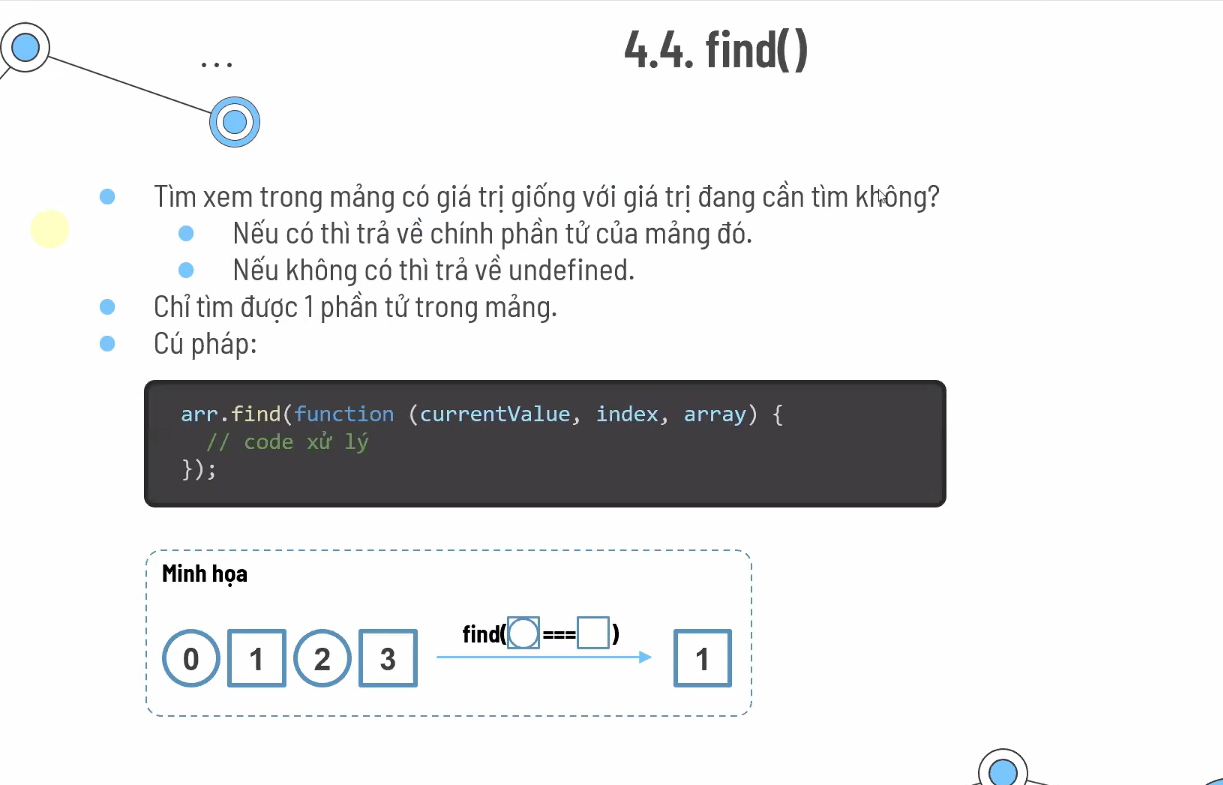 ...
4.4. find()
Tìm xem trong mảng có giá trị giống với giá trị đang cần tìm không?
Nếu có thì trả về chính phần tử của mảng đó.
Nếu không có thì trả về undefined.
Chỉ tìm được 1 phần tử trong mảng.
Cú pháp:
arr.find(function (currentValue, index, array) {
  // code xử lý
});
Minh họa
find( === )
0 1 2 3 1